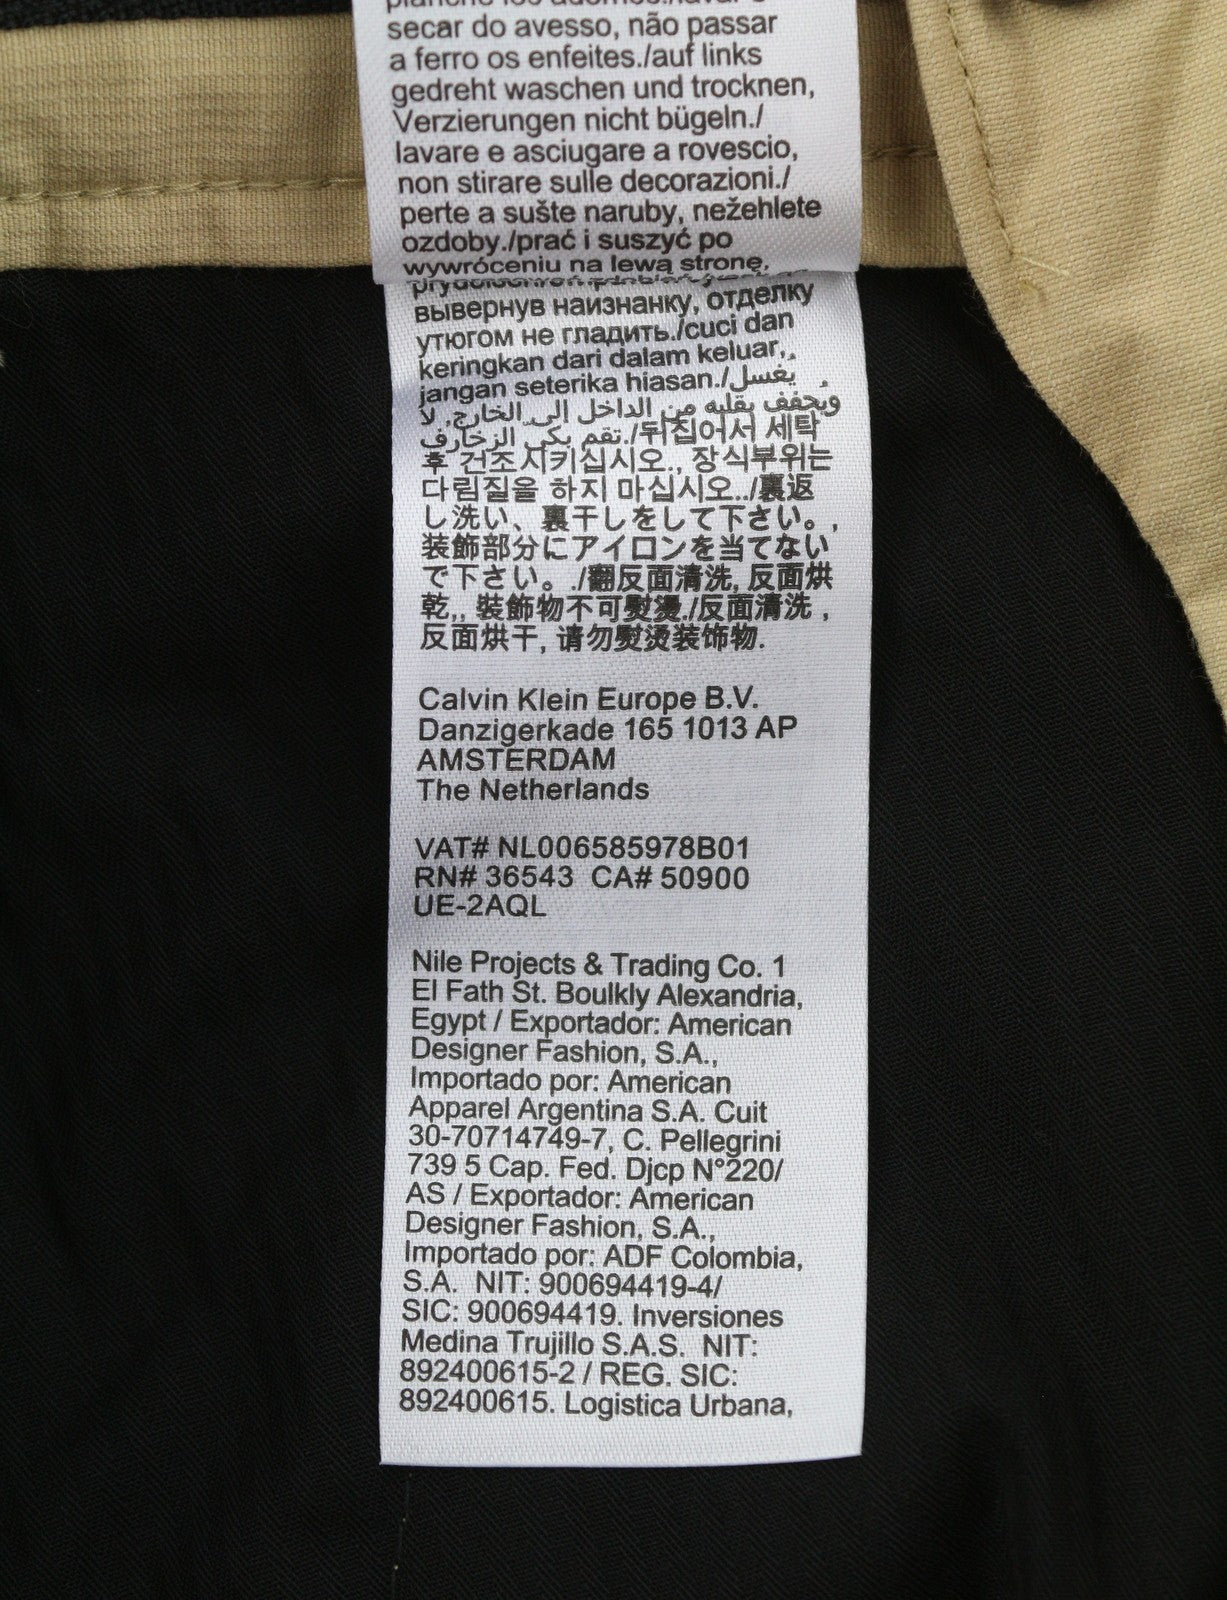 secar do avesso, não passar
a ferro os enfeites./auf links
gedreht waschen und trocknen,
Verzierungen nicht bügeln./
lavare e asciugare a rovescio,
non stirare sulle decorazioni./
perte a sušte naruby, nežehlete
ozdoby./prać i suszyć po
wywróceniu na lewą stronę,
вывернув наизнанку, отделку
утюгом не гладить./cuci dan
keringkan dari dalam keluar,
jangan seterika hiasan./يغسل
ويجفف بقلبه من الداخل إلى الخارج, لا
تقم بكي الزخارف./뒤집어서 세탁
후 건조시키십시오., 장식부위는
다림질을 하지 마십시오../裏返
し洗い、裏干しをして下さい。,
装飾部分にアイロンを当てない
で下さい。./翻反面清洗, 反面烘
乾,, 裝飾物不可熨燙./反面清洗 ,
反面烘干, 请勿熨烫装饰物.
Calvin Klein Europe B.V.
Danzigerkade 165 1013 AP
AMSTERDAM
The Netherlands
VAT# NL006585978B01
RN# 36543 CA# 50900
UE-2AQL
Nile Projects & Trading Co. 1
El Fath St. Boulkly Alexandria,
Egypt / Exportador: American
Designer Fashion, S.A.,
Importado por: American
Apparel Argentina S.A. Cuit
30-70714749-7, C. Pellegrini
739 5 Cap. Fed. Djcp N°220/
AS / Exportador: American
Designer Fashion, S.A.,
Importado por: ADF Colombia,
S.A. NIT: 900694419-4/
SIC: 900694419. Inversiones
Medina Trujillo S.A.S. NIT:
892400615-2 / REG. SIC:
892400615. Logistica Urbana,